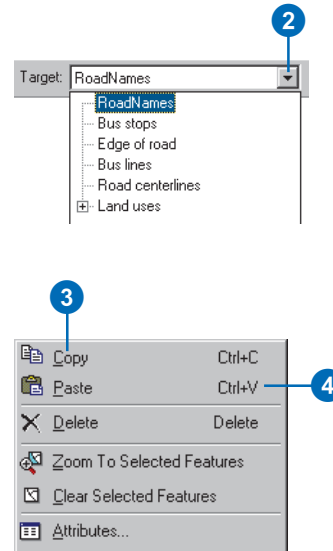 2
Target: RoadNames
RoadNames
Bus stops
Edge of road
Bus lines
Road centerlines
Land uses
3
Copy Ctrl+C
Paste Ctrl+V 4
Delete Delete
Zoom To Selected Features
Clear Selected Features
Attributes...